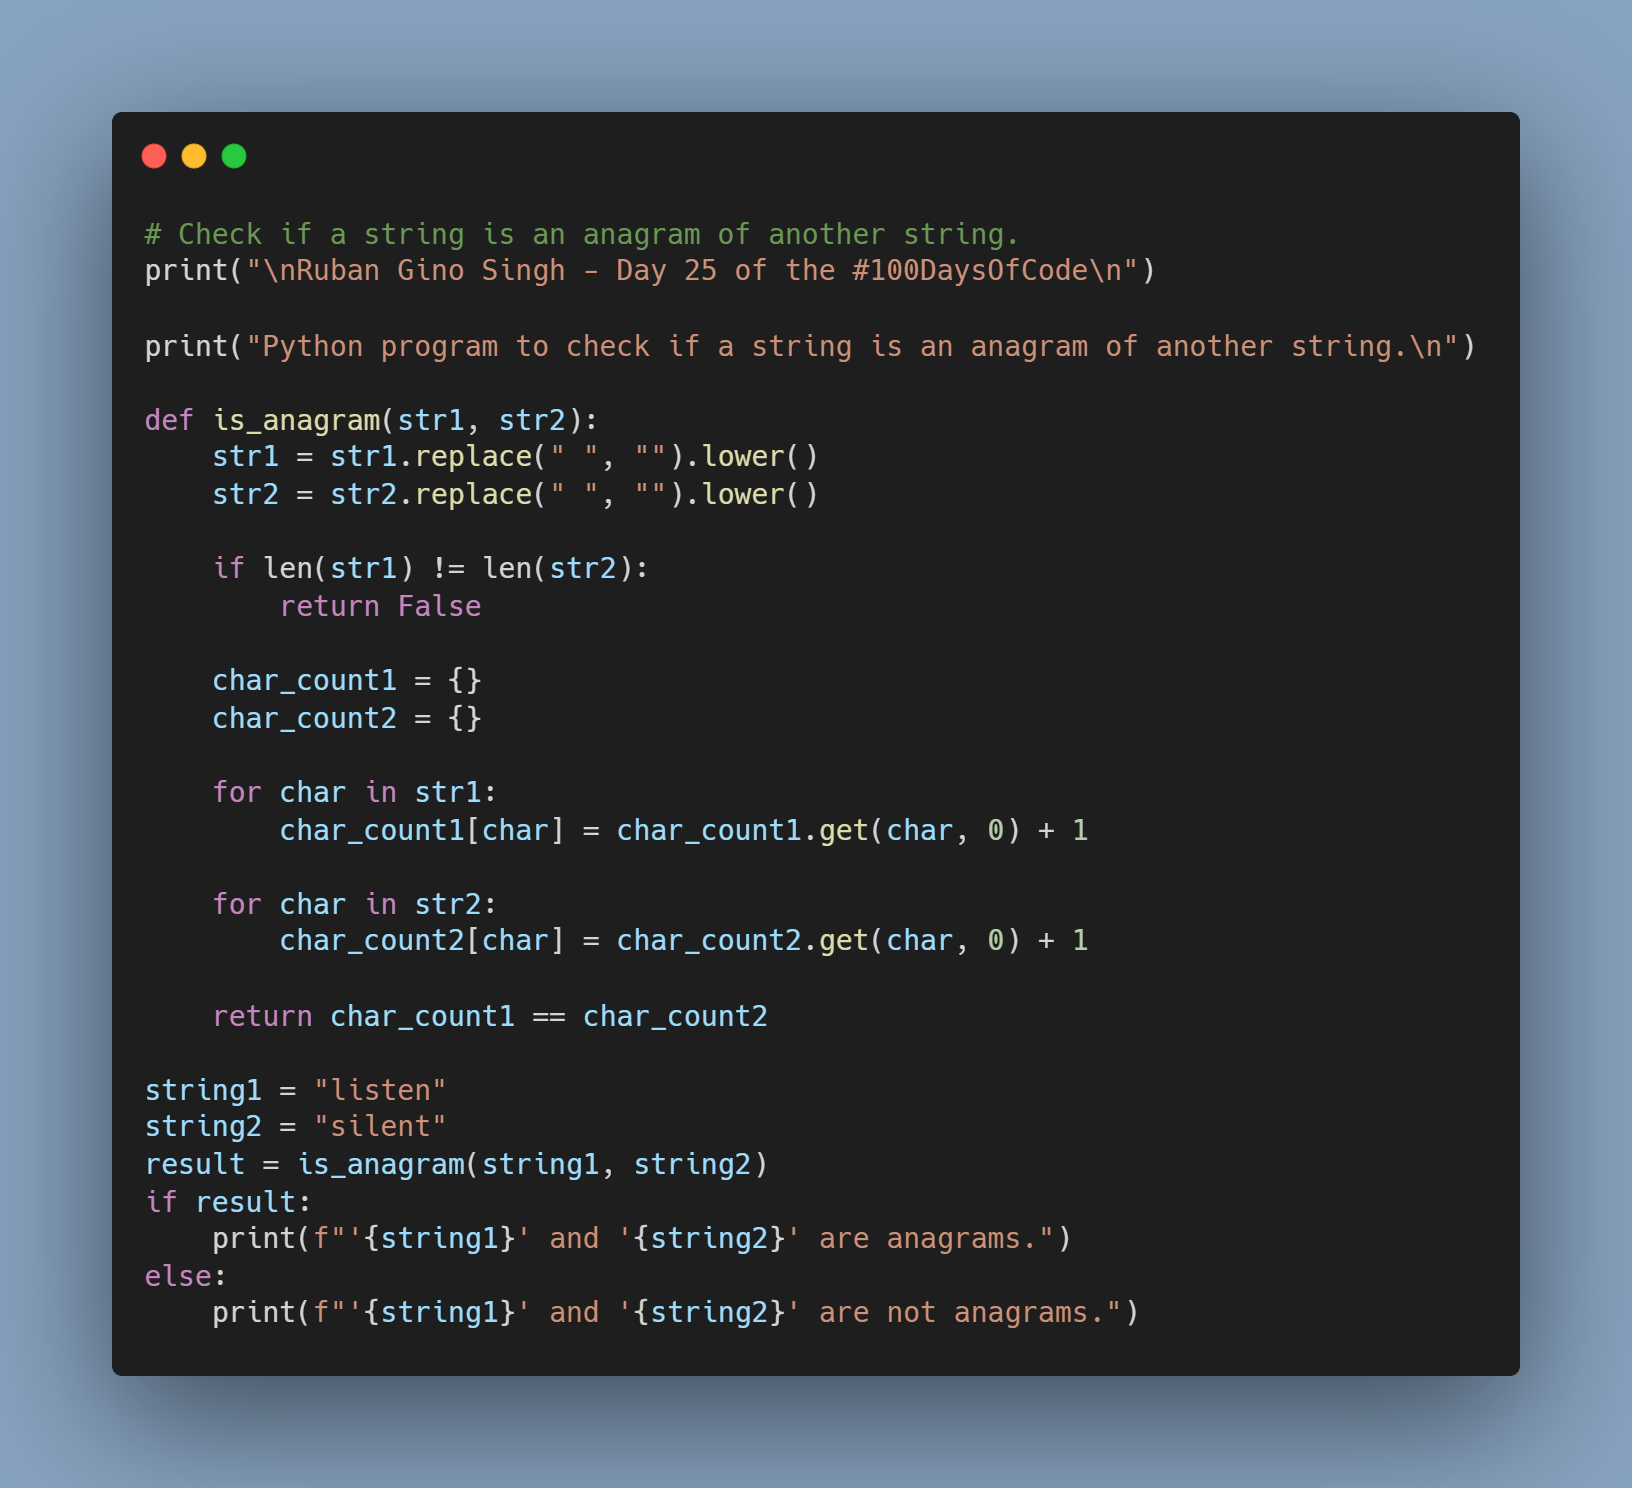 # Check if a string is an anagram of another string.
print("\nRuban Gino Singh - Day 25 of the #100DaysOfCode\n")
print("Python program to check if a string is an anagram of another string.\n")
def is_anagram(str1, str2):
    str1 = str1.replace(" ", "").lower()
    str2 = str2.replace(" ", "").lower()
    if len(str1) != len(str2):
        return False
    char_count1 = {}
    char_count2 = {}
    for char in str1:
        char_count1[char] = char_count1.get(char, 0) + 1
    for char in str2:
        char_count2[char] = char_count2.get(char, 0) + 1
    return char_count1 == char_count2
string1 = "listen"
string2 = "silent"
result = is_anagram(string1, string2)
if result:
    print(f"'{string1}' and '{string2}' are anagrams.")
else:
    print(f"'{string1}' and '{string2}' are not anagrams.")